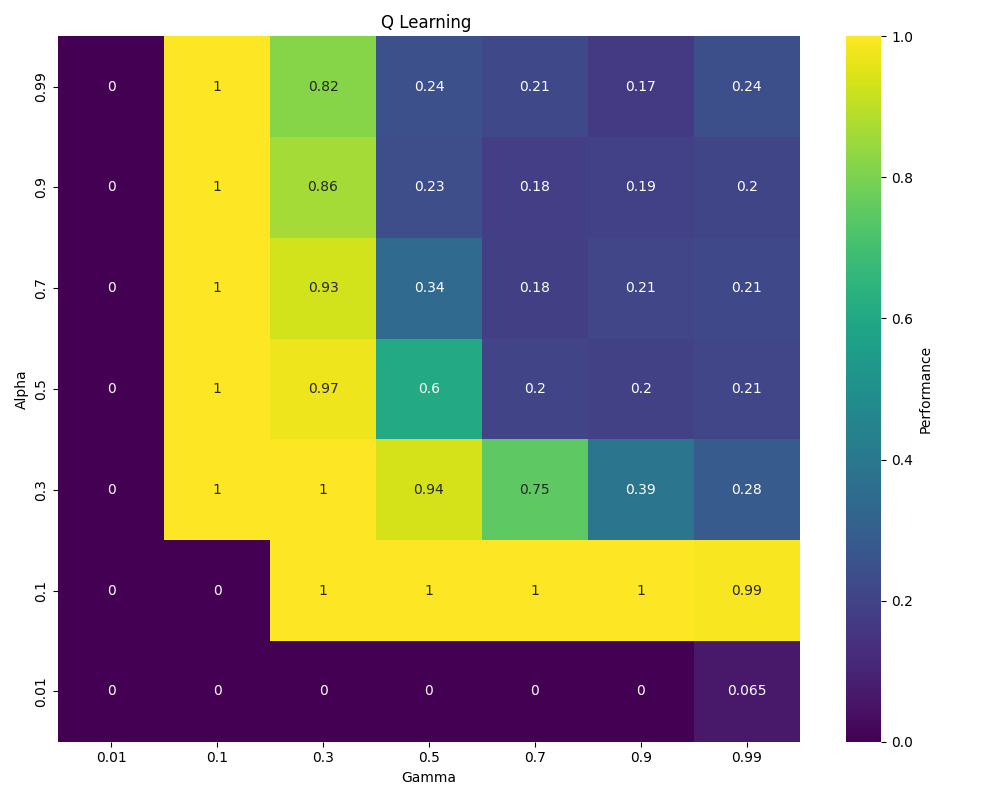 Q Learning
0.99 0 1 0.82 0.24 0.21 0.17 0.24
0.9 0 1 0.86 0.23 0.18 0.19 0.2
0.7 0 1 0.93 0.34 0.18 0.21 0.21
0.5 0 1 0.97 0.6 0.2 0.2 0.21
0.3 0 1 1 0.94 0.75 0.39 0.28
0.1 0 0 1 1 1 1 0.99
0.01 0 0 0 0 0 0 0.065
0.01 0.1 0.3 0.5 0.7 0.9 0.99
Gamma
Alpha
1.0
0.8
0.6
0.4
0.2
0.0
Performance